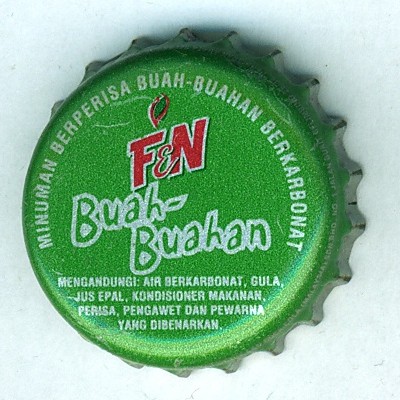 MINUMAN BERPERISA BUAH-BUAHAN BERKARBONAT
F&N
Buah-
Buahan
MENGANDUNGI: AIR BERKARBONAT, GULA,
JUS EPAL, KONDISIONER MAKANAN,
PERISA, PENGAWET DAN PEWARNA
YANG DIBENARKAN.